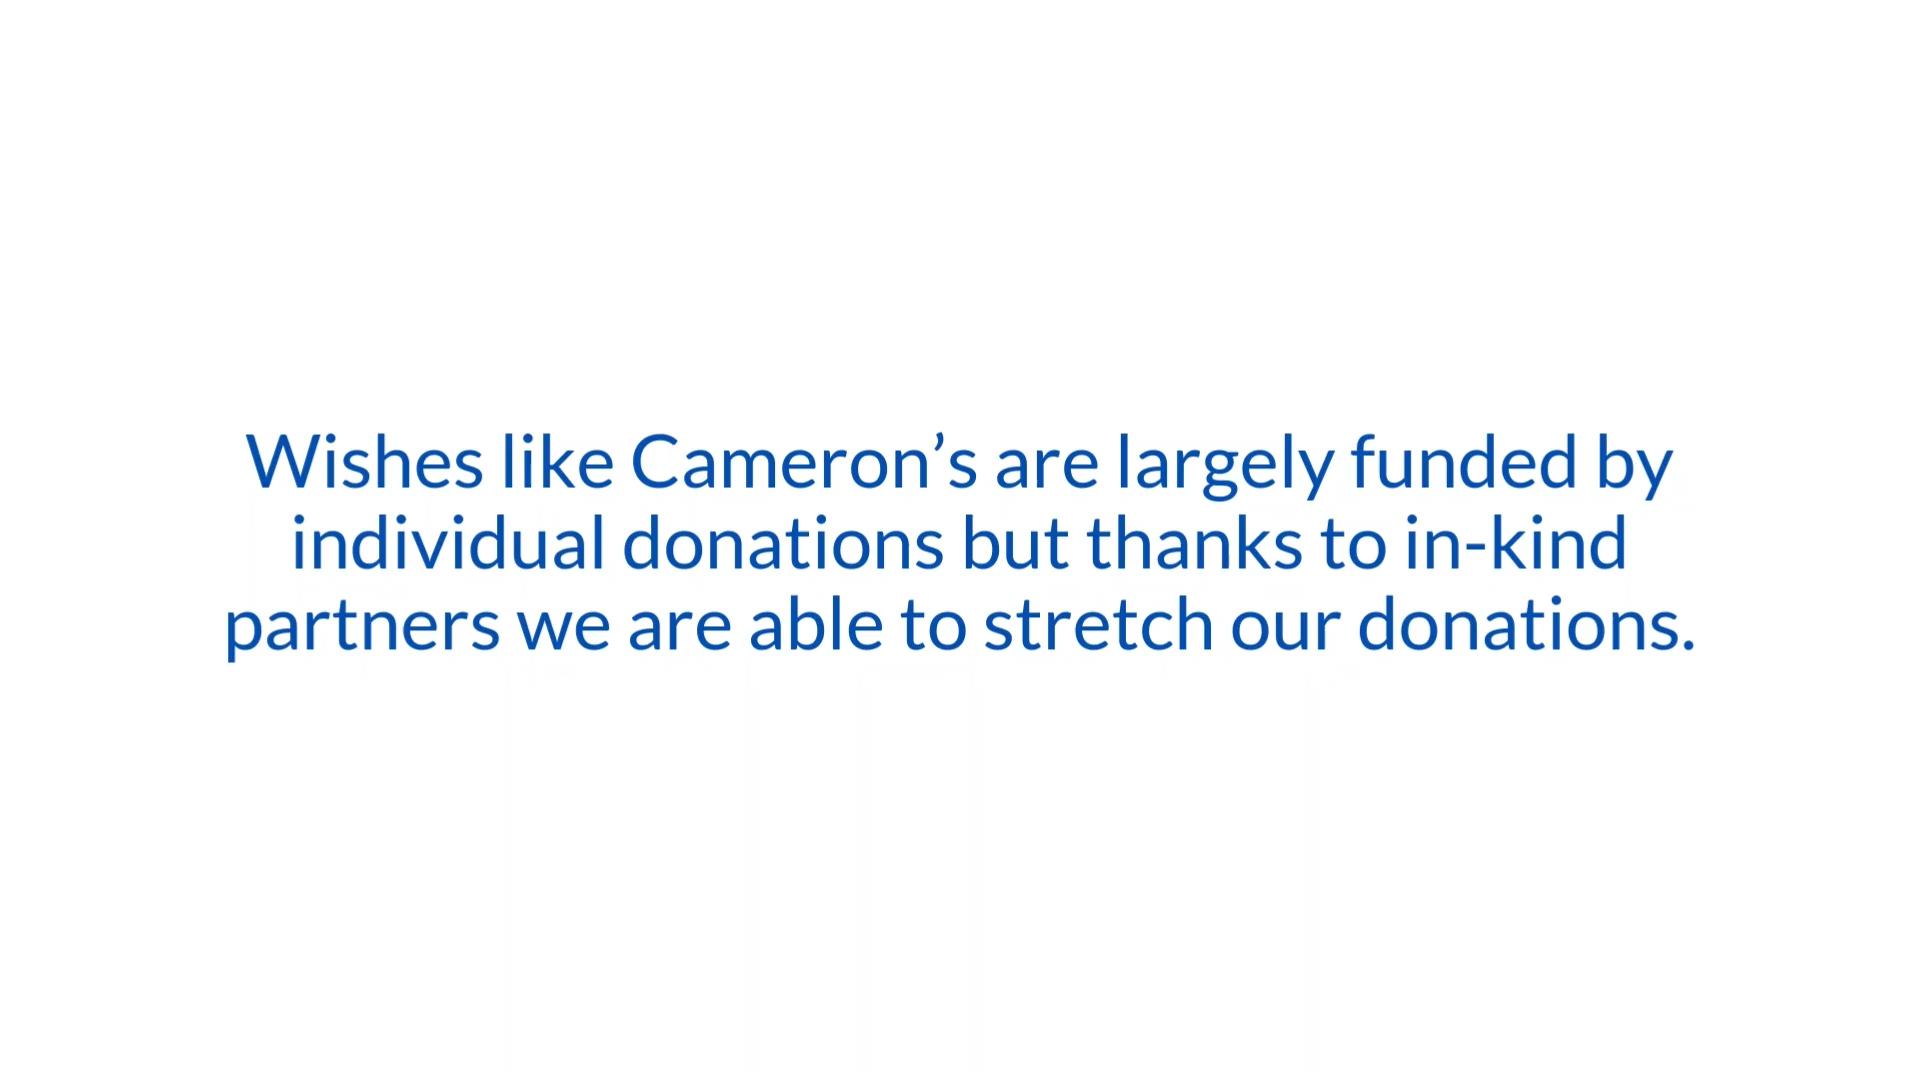 Wishes like Cameron’s are largely funded by
individual donations but thanks to in-kind
partners we are able to stretch our donations.